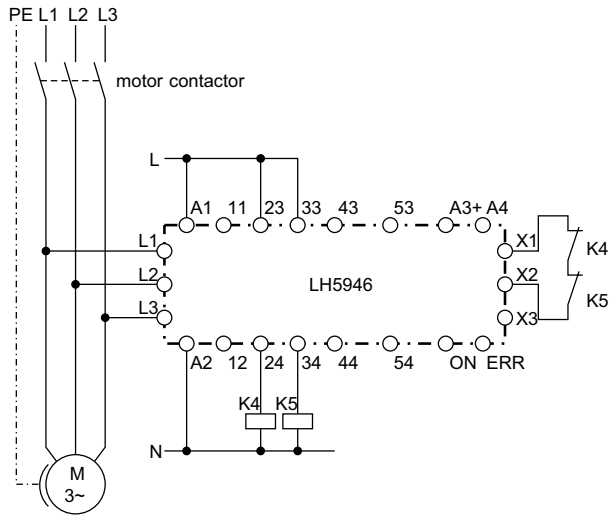 PE L1 L2 L3
motor contactor
L
A1 11 23 33 43 53 A3+ A4
L1 X1
K4
L2 LH5946 X2
K5
L3 X3
A2 12 24 34 44 54 ON ERR
K4 K5
N
M
3~